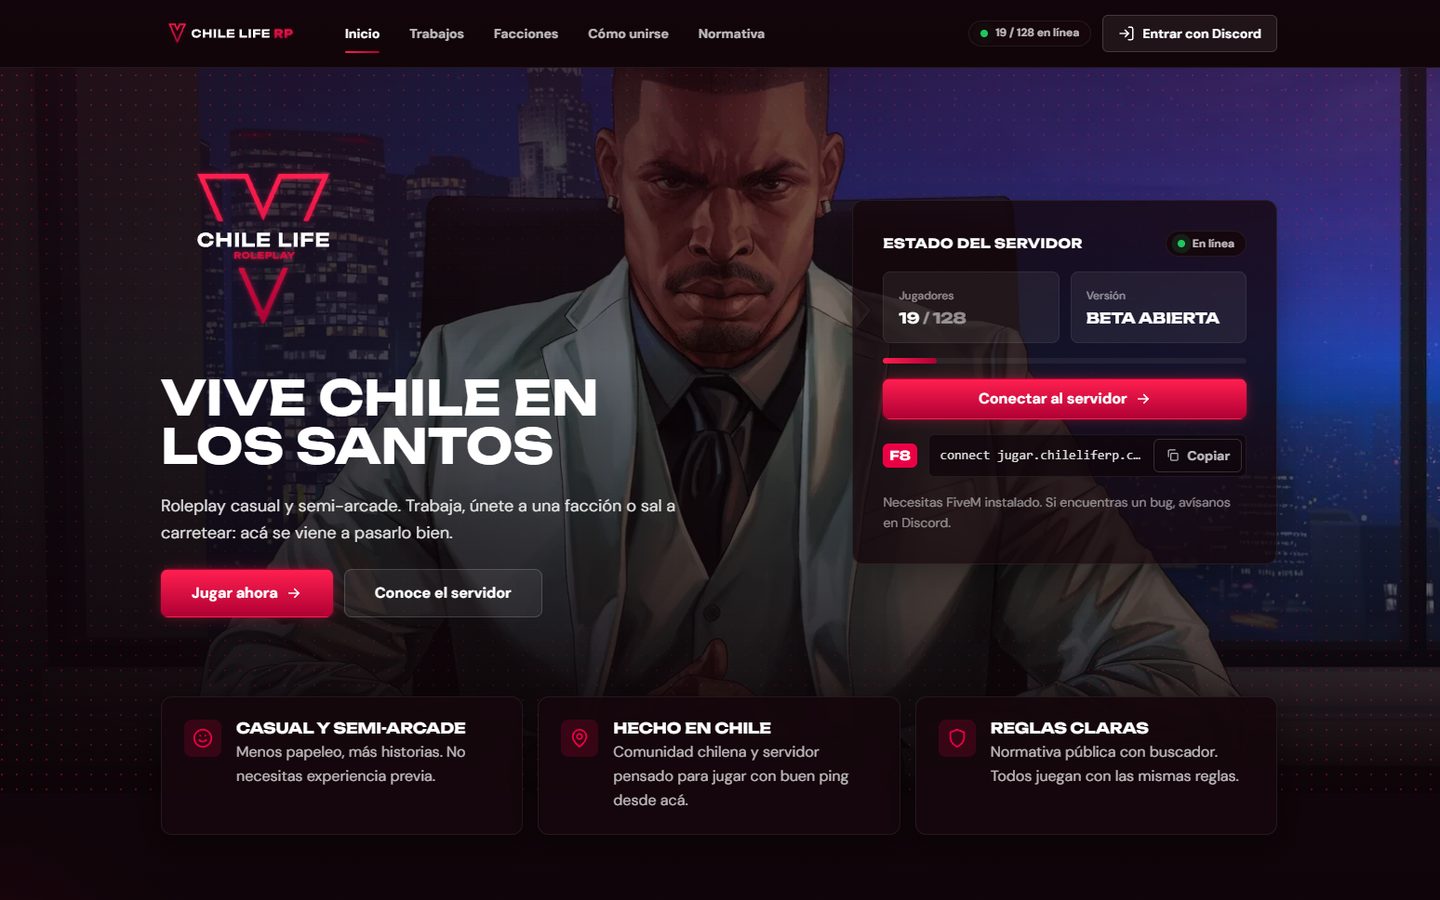 CHILE LIFE RP
Inicio
Trabajos
Facciones
Cómo unirse
Normativa
19 / 128 en línea
Entrar con Discord
CHILE LIFE
ROLEPLAY
VIVE CHILE EN
LOS SANTOS
Roleplay casual y semi-arcade. Trabaja, únete a una facción o sal a
carretear: acá se viene a pasarlo bien.
Jugar ahora →
Conoce el servidor
ESTADO DEL SERVIDOR
En línea
Jugadores
19 / 128
Versión
BETA ABIERTA
Conectar al servidor →
F8
connect jugar.chileliferp.c…
Copiar
Necesitas FiveM instalado. Si encuentras un bug, avísanos
en Discord.
CASUAL Y SEMI-ARCADE
Menos papeleo, más historias. No
necesitas experiencia previa.
HECHO EN CHILE
Comunidad chilena y servidor
pensado para jugar con buen ping
desde acá.
REGLAS CLARAS
Normativa pública con buscador.
Todos juegan con las mismas reglas.